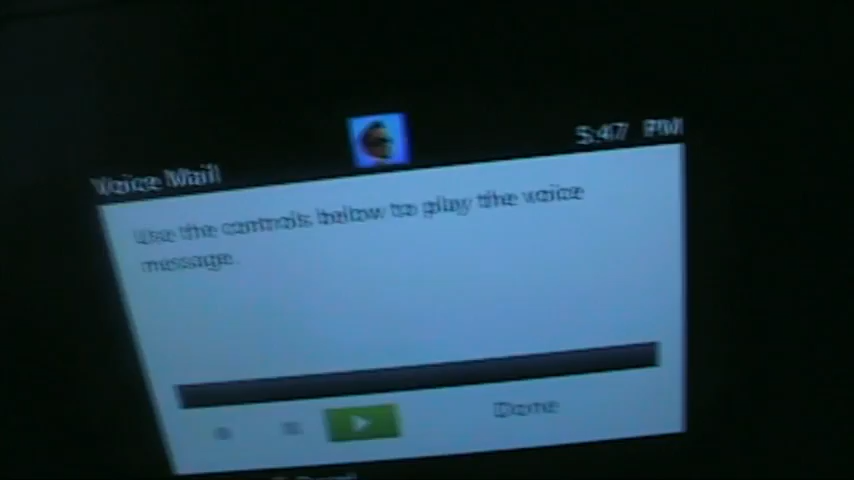 Voice Mail
5:47 PM
Use the controls below to play the voice
message.
Done